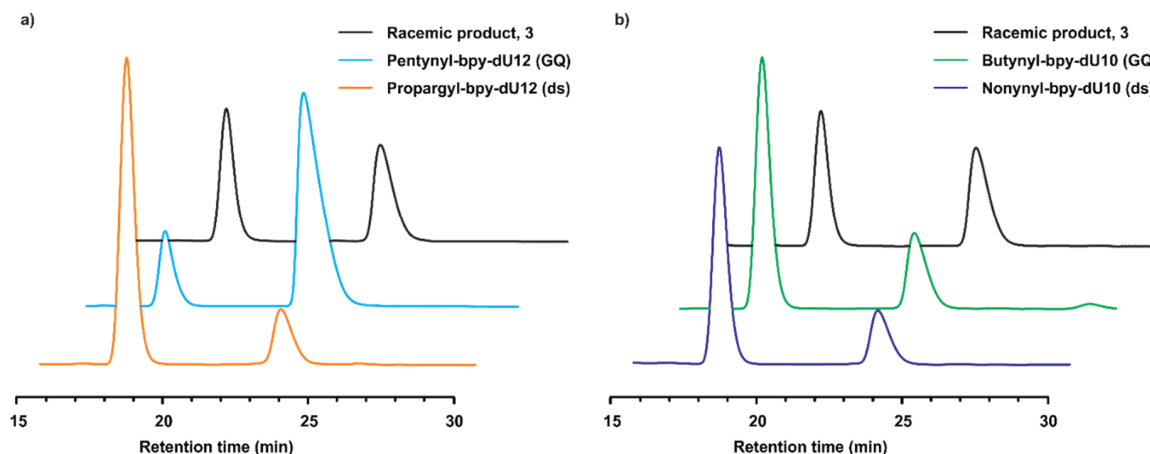 a)
Racemic product, 3
Pentynyl-bpy-dU12 (GQ)
Propargyl-bpy-dU12 (ds)
15 20 25 30
Retention time (min)
b)
Racemic product, 3
Butynyl-bpy-dU10 (GQ
Nonynyl-bpy-dU10 (ds)
15 20 25 30
Retention time (min)